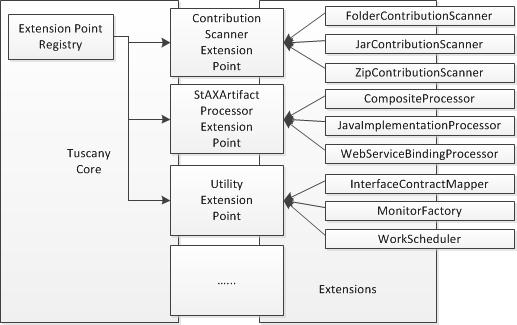 Extension Point
Registry
Contribution
Scanner
Extension
Point
FolderContributionScanner
JarContributionScanner
ZipContributionScanner
StAXArtifact
Processor
Extension
Point
CompositeProcessor
JavaImplementationProcessor
WebServiceBindingProcessor
Tuscany
Core
Utility
Extension
Point
InterfaceContractMapper
MonitorFactory
WorkScheduler
......
Extensions